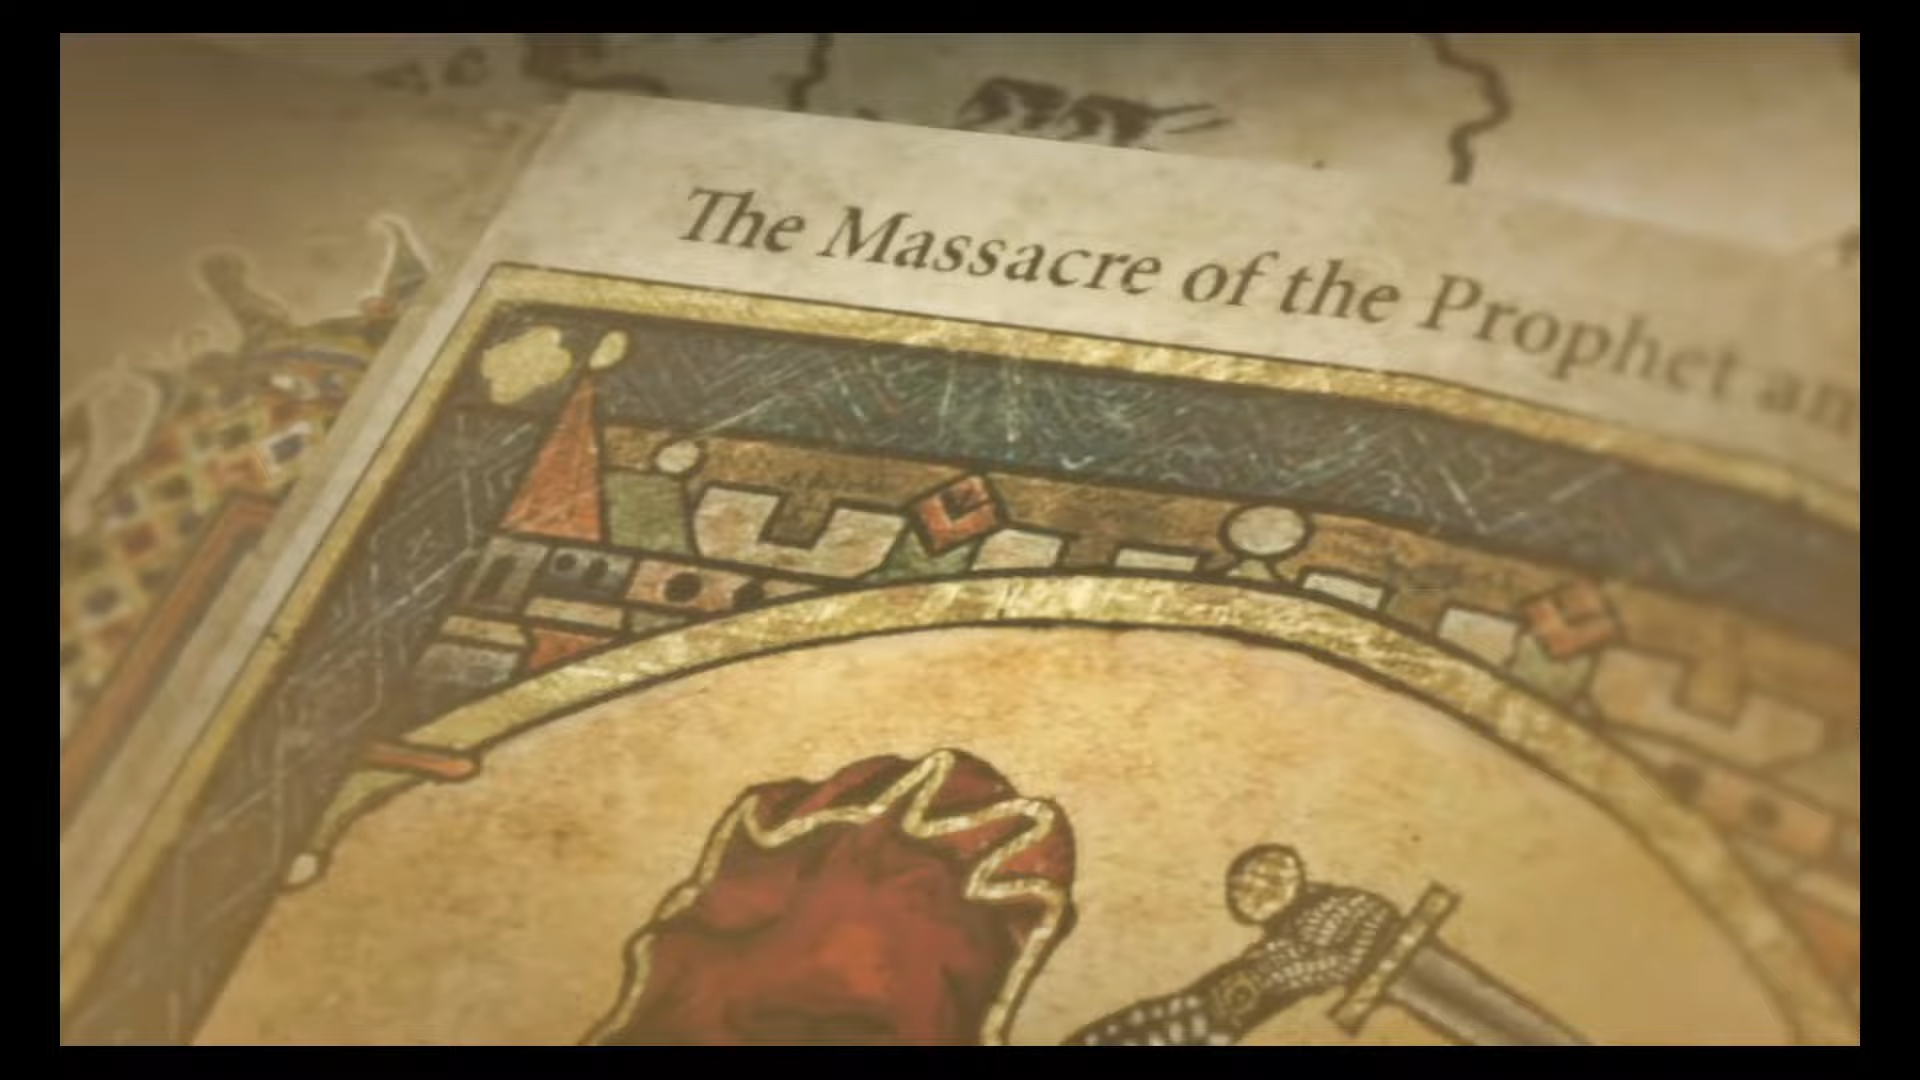 The Massacre of the Prophet